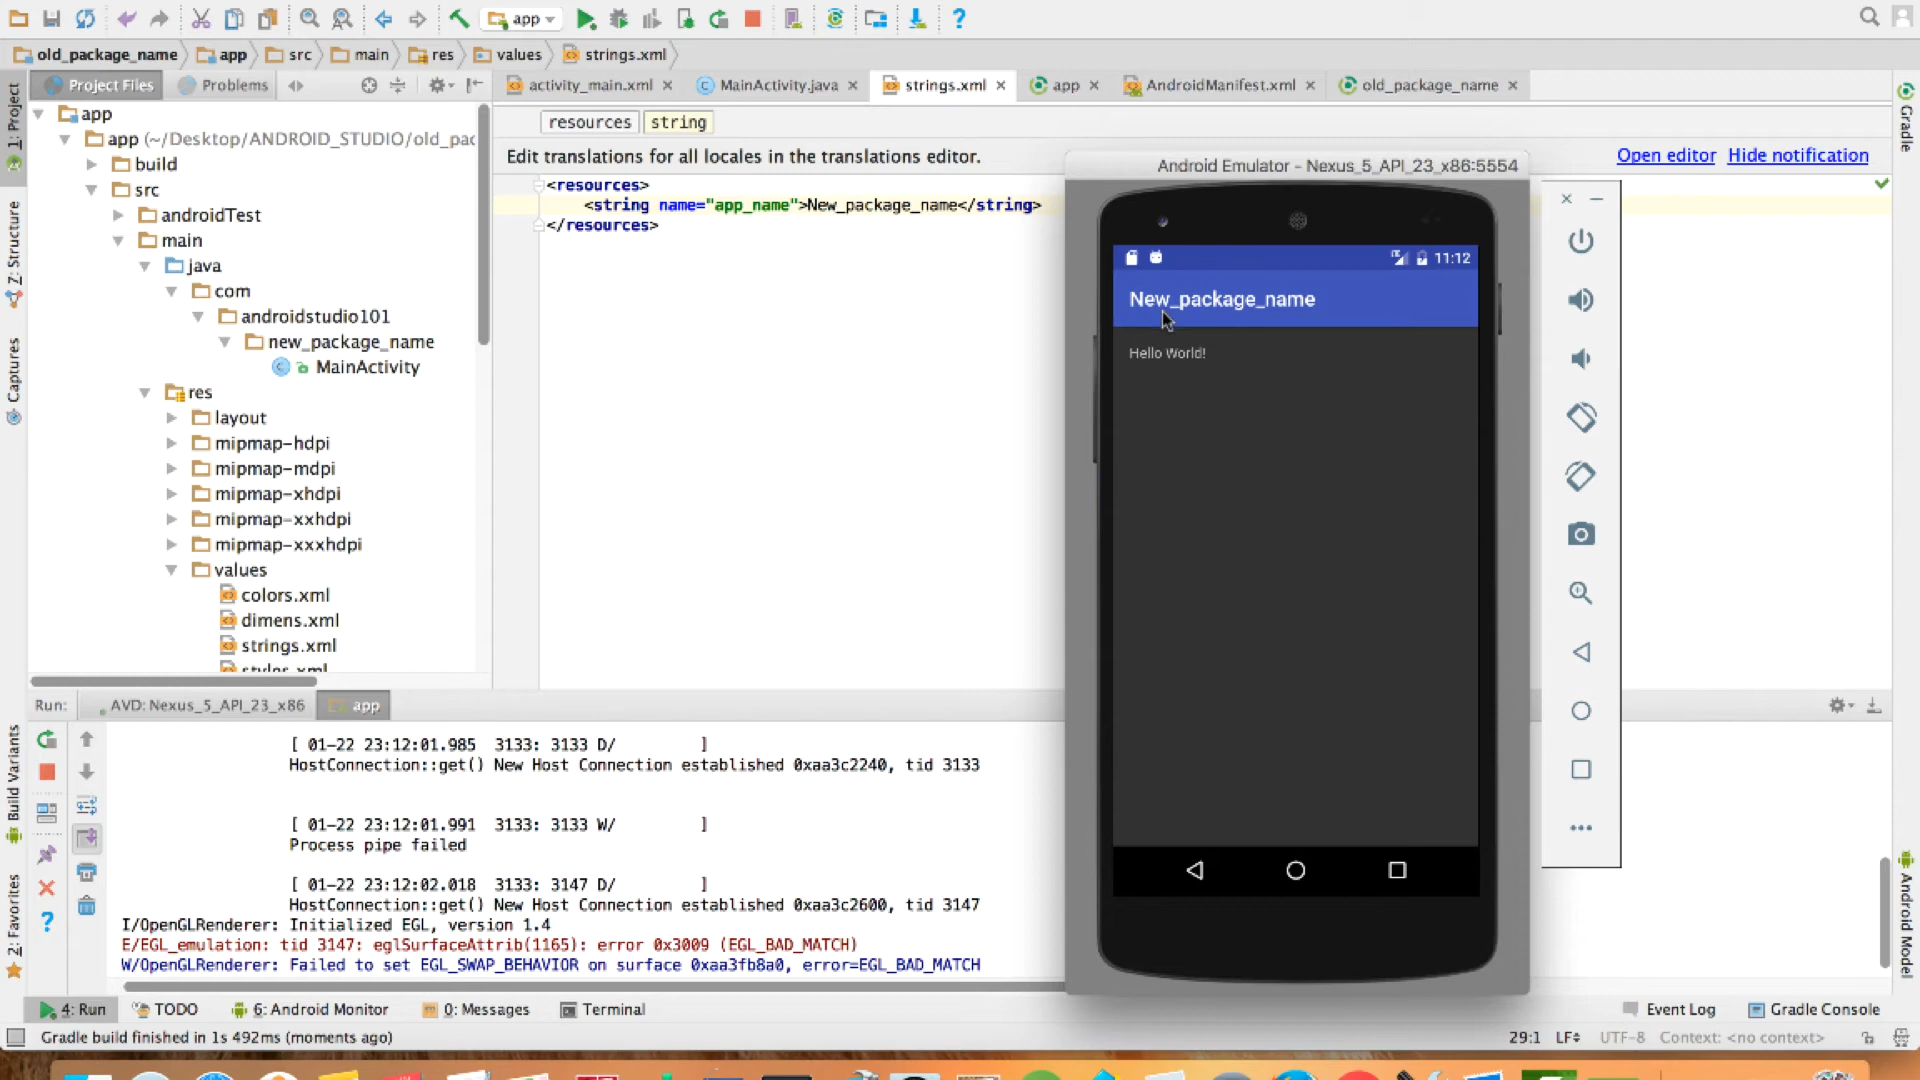 app
old_package_name app src main res values strings.xml
Project Files Problems
activity_main.xml MainActivity.java strings.xml app AndroidManifest.xml old_package_name
1: Project
Z: Structure
Captures
Build Variants
2: Favorites
app
app (~/Desktop/ANDROID_STUDIO/old_pac
build
src
androidTest
main
java
com
androidstudio101
new_package_name
MainActivity
res
layout
mipmap-hdpi
mipmap-mdpi
mipmap-xhdpi
mipmap-xxhdpi
mipmap-xxxhdpi
values
colors.xml
dimens.xml
strings.xml
styles.xml
resources string
Edit translations for all locales in the translations editor.
Open editor Hide notification
<resources>
<string name="app_name">New_package_name</string>
</resources>
Android Emulator - Nexus_5_API_23_x86:5554
11:12
New_package_name
Hello World!
Gradle
Android Model
Run: AVD: Nexus_5_API_23_x86 app
[ 01-22 23:12:01.985 3133: 3133 D/ ]
HostConnection::get() New Host Connection established 0xaa3c2240, tid 3133
[ 01-22 23:12:01.991 3133: 3133 W/ ]
Process pipe failed
[ 01-22 23:12:02.018 3133: 3147 D/ ]
HostConnection::get() New Host Connection established 0xaa3c2600, tid 3147
I/OpenGLRenderer: Initialized EGL, version 1.4
E/EGL_emulation: tid 3147: eglSurfaceAttrib(1165): error 0x3009 (EGL_BAD_MATCH)
W/OpenGLRenderer: Failed to set EGL_SWAP_BEHAVIOR on surface 0xaa3fb8a0, error=EGL_BAD_MATCH
4: Run TODO 6: Android Monitor 0: Messages Terminal Event Log Gradle Console
Gradle build finished in 1s 492ms (moments ago) 29:1 LF UTF-8 Context: <no context>